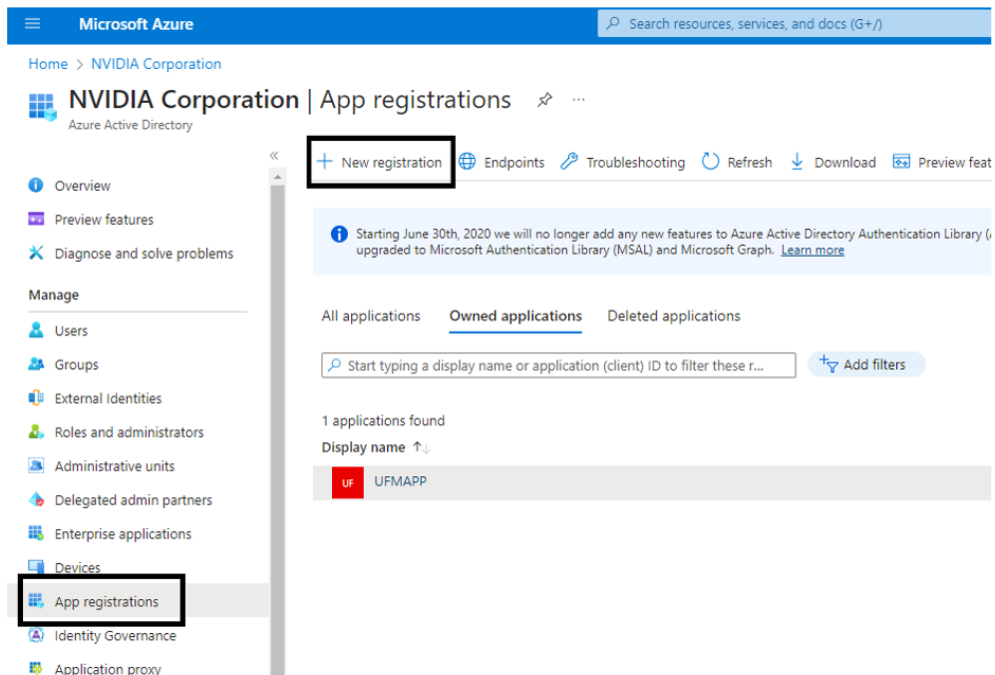 Microsoft Azure
Search resources, services, and docs (G+/)
Home > NVIDIA Corporation
NVIDIA Corporation | App registrations
Azure Active Directory
Overview
Preview features
Diagnose and solve problems
Manage
Users
Groups
External Identities
Roles and administrators
Administrative units
Delegated admin partners
Enterprise applications
Devices
App registrations
Identity Governance
Application proxy
New registration Endpoints Troubleshooting Refresh Download Preview feat
Starting June 30th, 2020 we will no longer add any new features to Azure Active Directory Authentication Library (
upgraded to Microsoft Authentication Library (MSAL) and Microsoft Graph. Learn more
All applications Owned applications Deleted applications
Start typing a display name or application (client) ID to filter these r...
Add filters
1 applications found
Display name ↑↓
UF UFMAPP